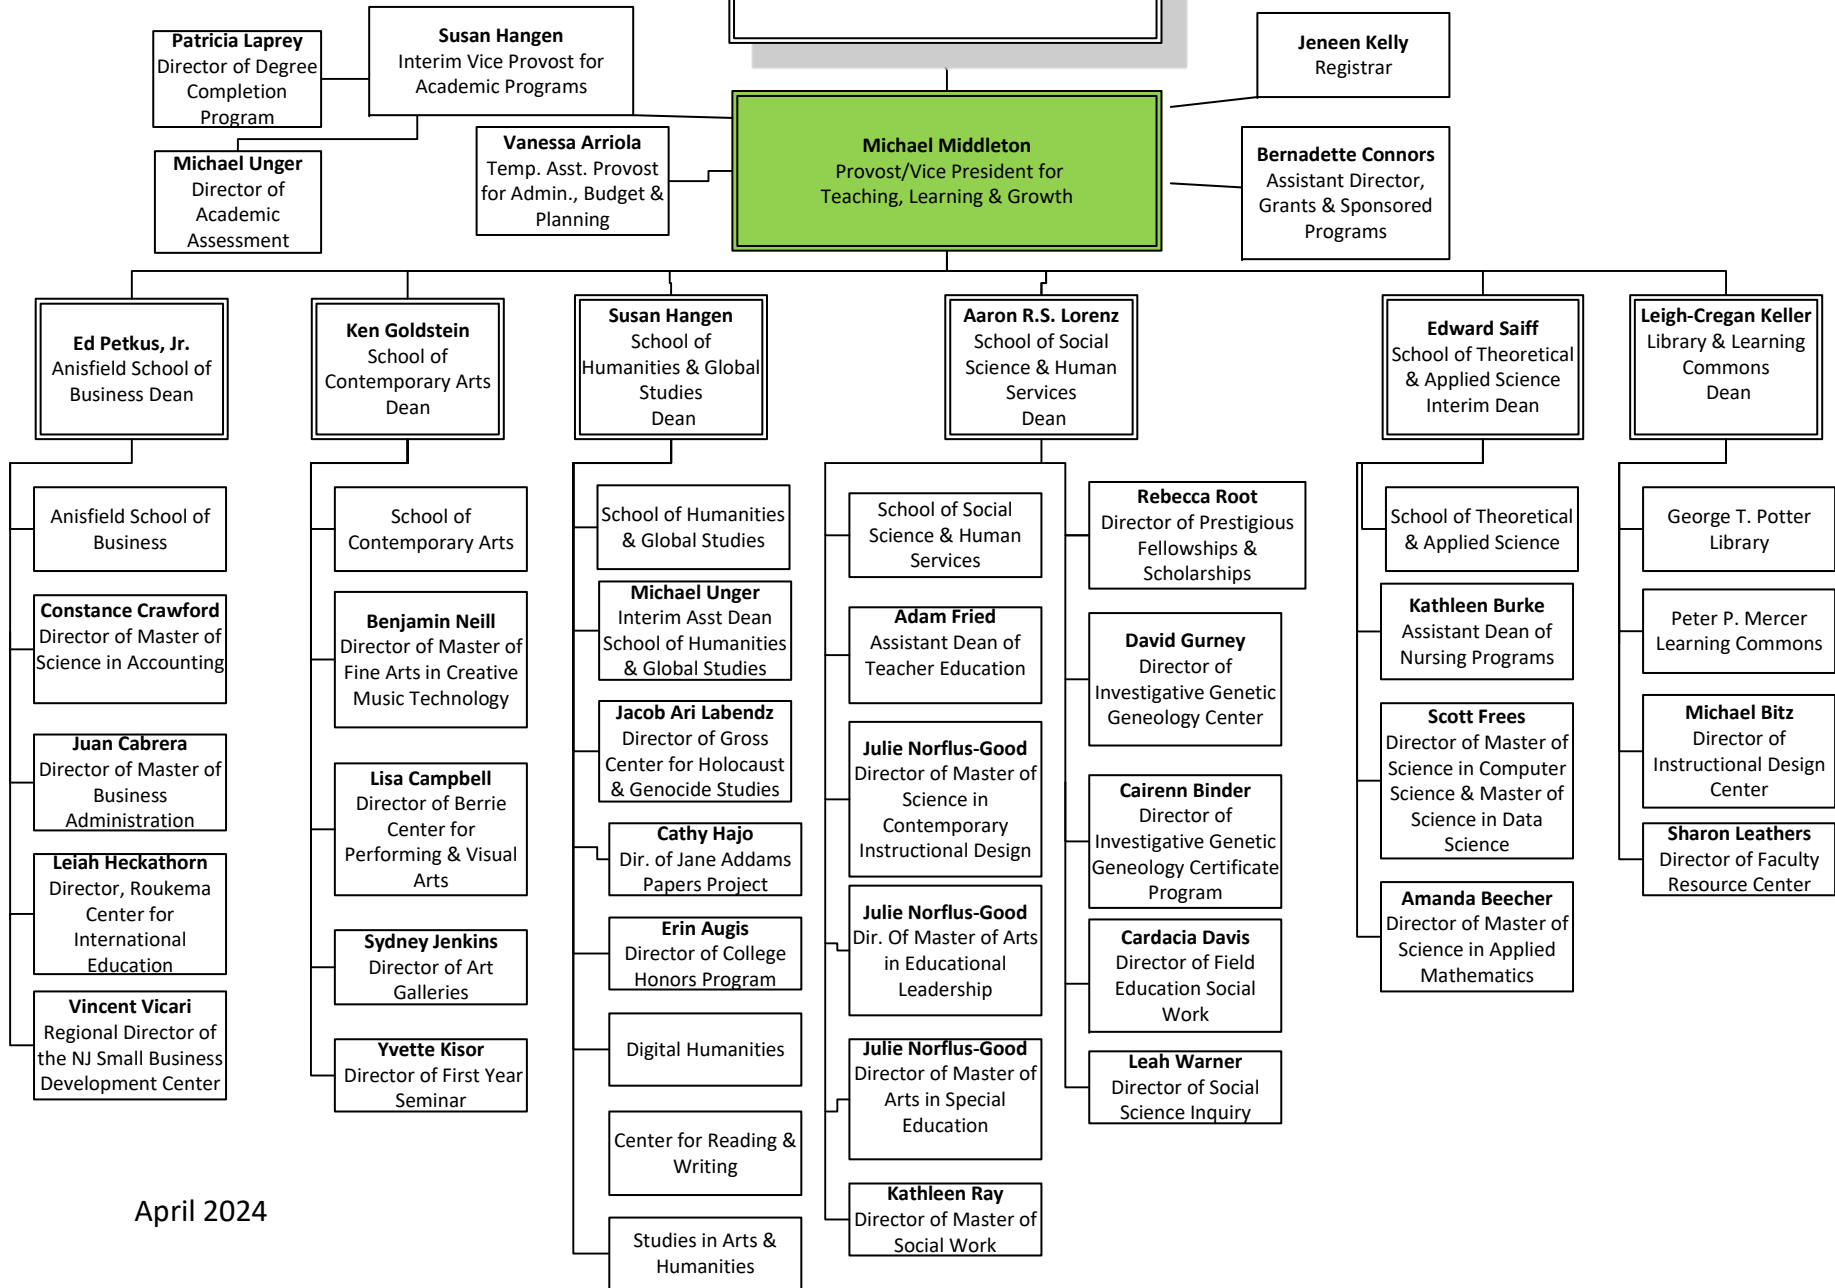 Patricia Laprey
Director of Degree
Completion
Program
Susan Hangen
Interim Vice Provost for
Academic Programs
Jeneen Kelly
Registrar
Michael Unger
Director of
Academic
Assessment
Vanessa Arriola
Temp. Asst. Provost
for Admin., Budget &
Planning
Michael Middleton
Provost/Vice President for
Teaching, Learning & Growth
Bernadette Connors
Assistant Director,
Grants & Sponsored
Programs
Ed Petkus, Jr.
Anisfield School of
Business Dean
Ken Goldstein
School of
Contemporary Arts
Dean
Susan Hangen
School of
Humanities & Global
Studies
Dean
Aaron R.S. Lorenz
School of Social
Science & Human
Services
Dean
Edward Saiff
School of Theoretical
& Applied Science
Interim Dean
Leigh-Cregan Keller
Library & Learning
Commons
Dean
Anisfield School of
Business
Constance Crawford
Director of Master of
Science in Accounting
Juan Cabrera
Director of Master of
Business
Administration
Leiah Heckathorn
Director, Roukema
Center for
International
Education
Vincent Vicari
Regional Director of
the NJ Small Business
Development Center
School of
Contemporary Arts
Benjamin Neill
Director of Master of
Fine Arts in Creative
Music Technology
Lisa Campbell
Director of Berrie
Center for
Performing & Visual
Arts
Sydney Jenkins
Director of Art
Galleries
Yvette Kisor
Director of First Year
Seminar
School of Humanities
& Global Studies
Michael Unger
Interim Asst Dean
School of Humanities
& Global Studies
Jacob Ari Labendz
Director of Gross
Center for Holocaust
& Genocide Studies
Cathy Hajo
Dir. of Jane Addams
Papers Project
Erin Augis
Director of College
Honors Program
Digital Humanities
Center for Reading &
Writing
Studies in Arts &
Humanities
School of Social
Science & Human
Services
Adam Fried
Assistant Dean of
Teacher Education
Julie Norflus-Good
Director of Master of
Science in
Contemporary
Instructional Design
Julie Norflus-Good
Dir. Of Master of Arts
in Educational
Leadership
Julie Norflus-Good
Director of Master of
Arts in Special
Education
Kathleen Ray
Director of Master of
Social Work
Rebecca Root
Director of Prestigious
Fellowships &
Scholarships
David Gurney
Director of
Investigative Genetic
Geneology Center
Cairenn Binder
Director of
Investigative Genetic
Geneology Certificate
Program
Cardacia Davis
Director of Field
Education Social
Work
Leah Warner
Director of Social
Science Inquiry
School of Theoretical
& Applied Science
Kathleen Burke
Assistant Dean of
Nursing Programs
Scott Frees
Director of Master of
Science in Computer
Science & Master of
Science in Data
Science
Amanda Beecher
Director of Master of
Science in Applied
Mathematics
George T. Potter
Library
Peter P. Mercer
Learning Commons
Michael Bitz
Director of
Instructional Design
Center
Sharon Leathers
Director of Faculty
Resource Center
April 2024